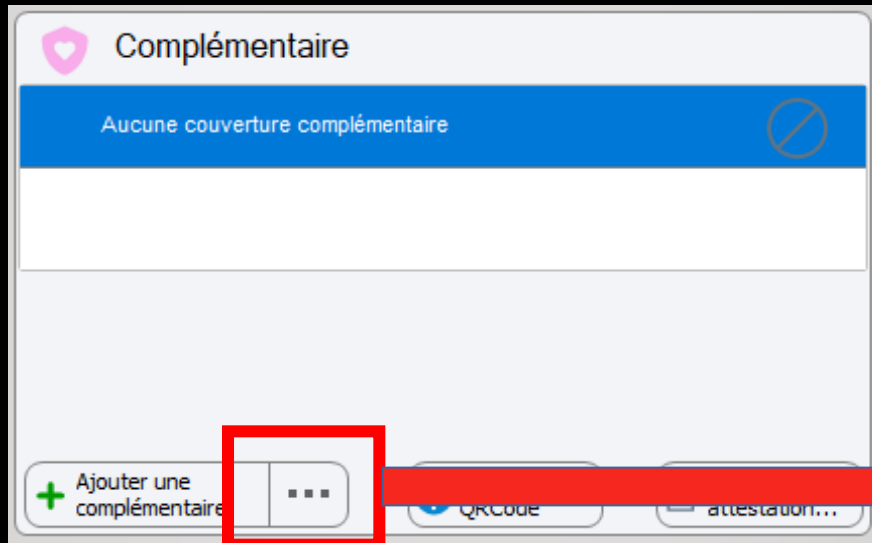 Complémentaire
Aucune couverture complémentaire
Ajouter une
complémentaire
...
QRCode
attestation...